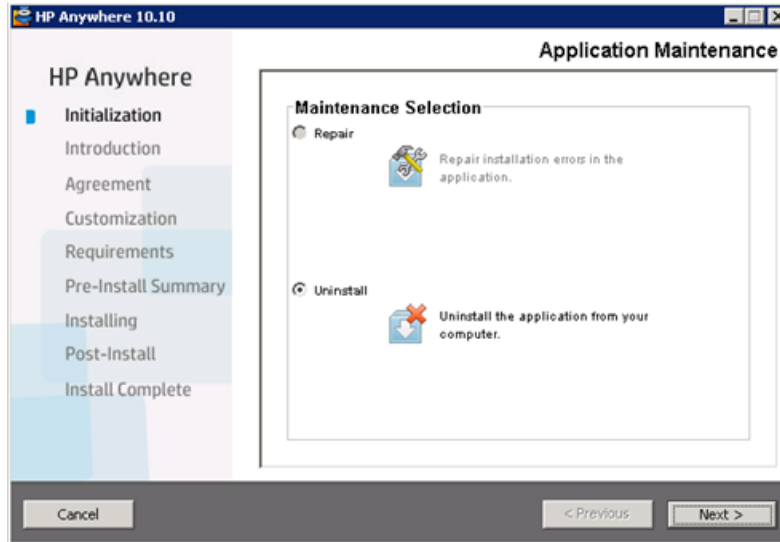 HP Anywhere 10.10
Application Maintenance
HP Anywhere
Initialization
Introduction
Agreement
Customization
Requirements
Pre-Install Summary
Installing
Post-Install
Install Complete
Maintenance Selection
Repair
Repair installation errors in the
application.
Uninstall
Uninstall the application from your
computer.
Cancel
< Previous
Next >